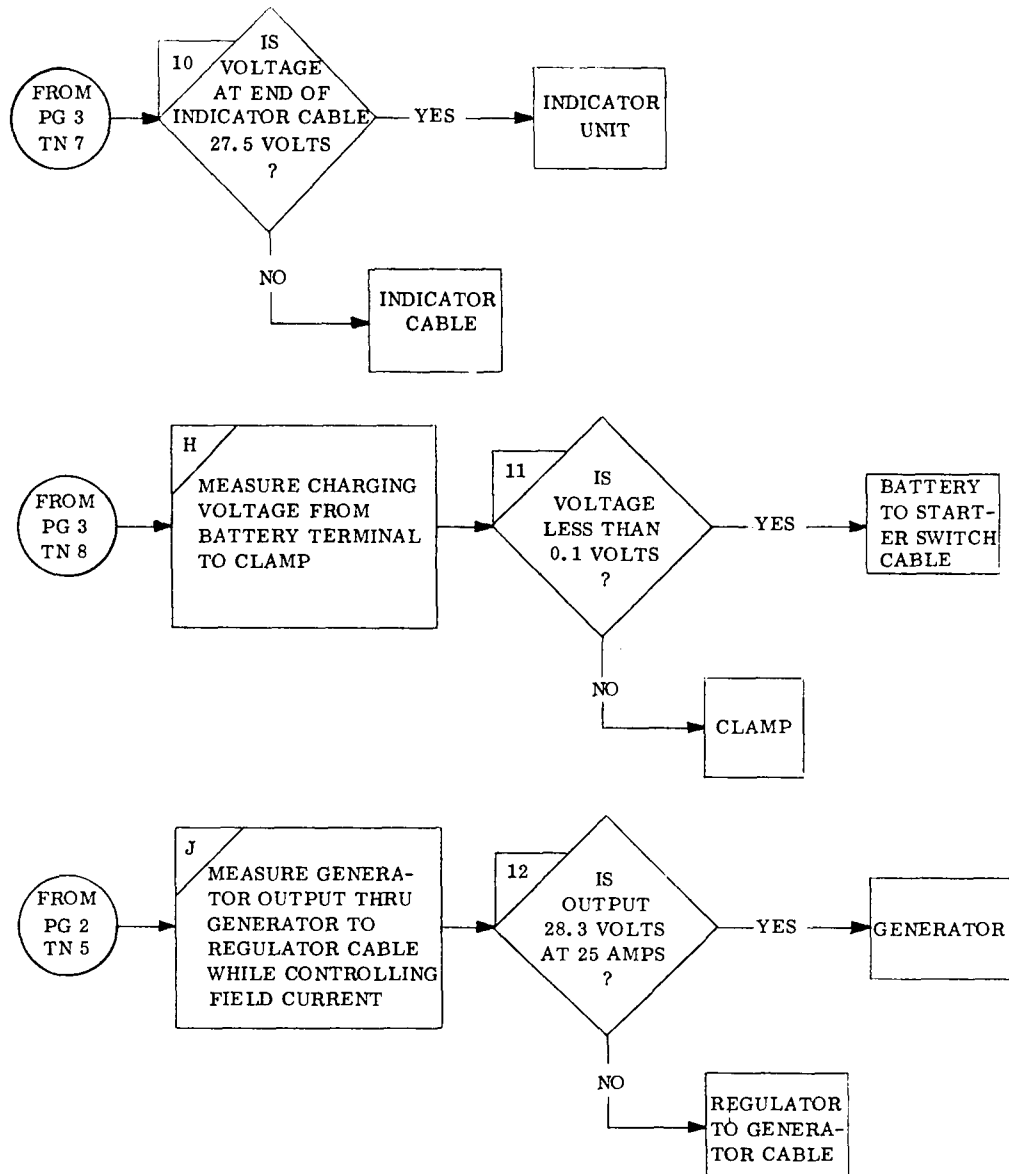 FROM
PG 3
TN 7
10
IS
VOLTAGE
AT END OF
INDICATOR CABLE
27.5 VOLTS
?
YES
INDICATOR
UNIT
NO
INDICATOR
CABLE
FROM
PG 3
TN 8
H
MEASURE CHARGING
VOLTAGE FROM
BATTERY TERMINAL
TO CLAMP
11
IS
VOLTAGE
LESS THAN
0.1 VOLTS
?
YES
BATTERY
TO START-
ER SWITCH
CABLE
NO
CLAMP
FROM
PG 2
TN 5
J
MEASURE GENERA-
TOR OUTPUT THRU
GENERATOR TO
REGULATOR CABLE
WHILE CONTROLLING
FIELD CURRENT
12
IS
OUTPUT
28.3 VOLTS
AT 25 AMPS
?
YES
GENERATOR
NO
REGULATOR
TO GENERA-
TOR CABLE